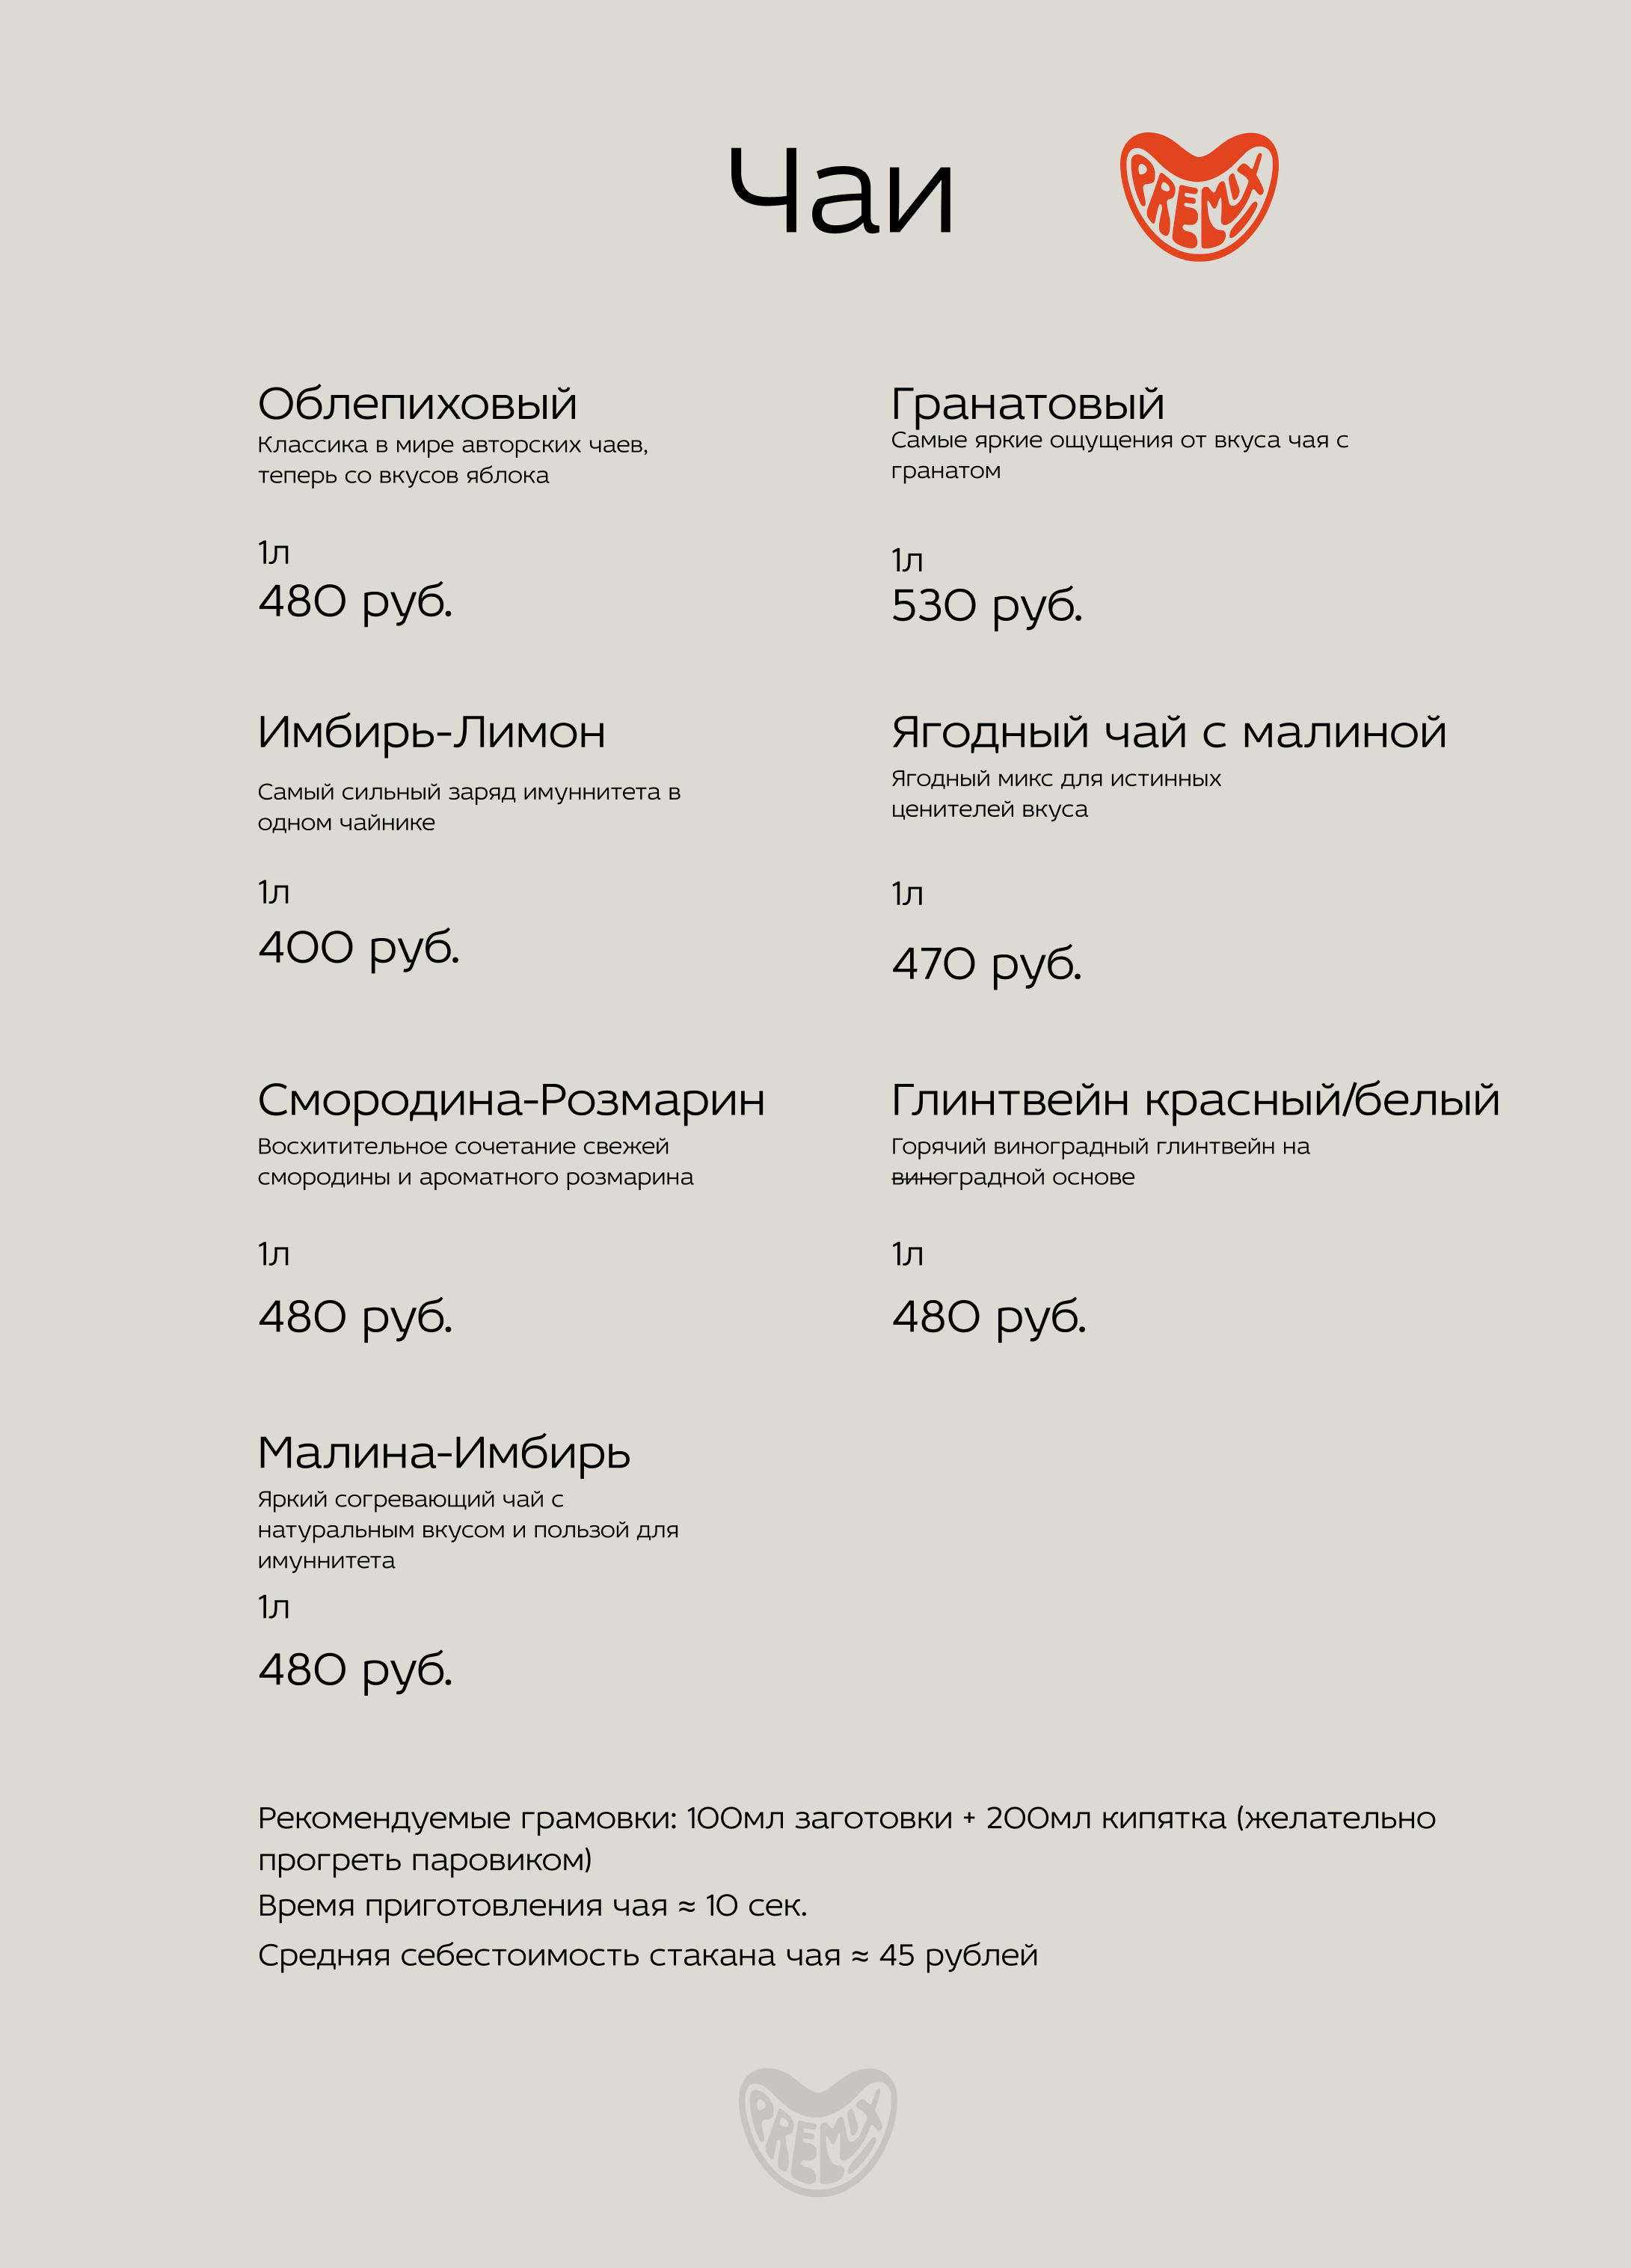 Чаи
PREMIX
Облепиховый
Классика в мире авторских чаев,
теперь со вкусов яблока
1л
480 руб.
Гранатовый
Самые яркие ощущения от вкуса чая с
гранатом
1л
530 руб.
Имбирь-Лимон
Самый сильный заряд имуннитета в
одном чайнике
1л
400 руб.
Ягодный чай с малиной
Ягодный микс для истинных
ценителей вкуса
1л
470 руб.
Смородина-Розмарин
Восхитительное сочетание свежей
смородины и ароматного розмарина
1л
480 руб.
Глинтвейн красный/белый
Горячий виноградный глинтвейн на
виноградной основе
1л
480 руб.
Малина-Имбирь
Яркий согревающий чай с
натуральным вкусом и пользой для
имуннитета
1л
480 руб.
Рекомендуемые грамовки: 100мл заготовки + 200мл кипятка (желательно
прогреть паровиком)
Время приготовления чая ≈ 10 сек.
Средняя себестоимость стакана чая ≈ 45 рублей
PREMIX